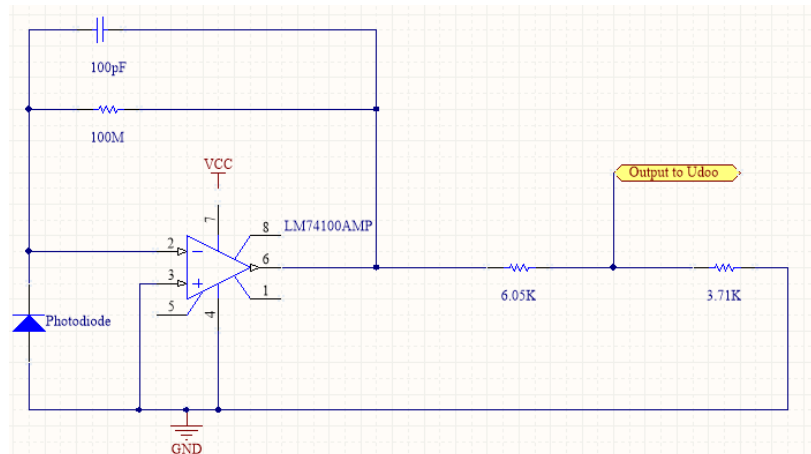 100pF
100M
VCC
Output to Udoo
7
8
LM74100AMP
2
6
3
1
5
4
6.05K
3.71K
Photodiode
GND